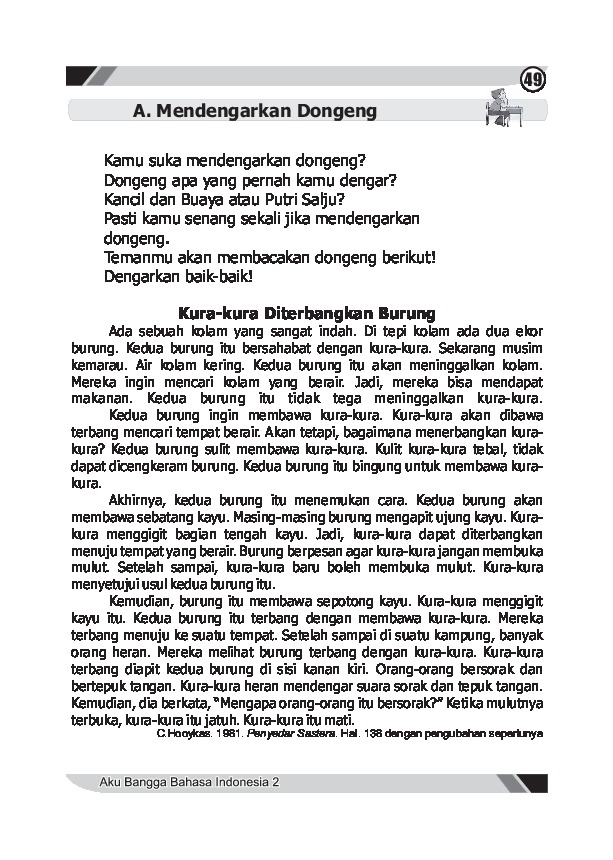 49
A. Mendengarkan Dongeng
Kamu suka mendengarkan dongeng?
Dongeng apa yang pernah kamu dengar?
Kancil dan Buaya atau Putri Salju?
Pasti kamu senang sekali jika mendengarkan
dongeng.
Temanmu akan membacakan dongeng berikut!
Dengarkan baik-baik!
Kura-kura Diterbangkan Burung
Ada sebuah kolam yang sangat indah. Di tepi kolam ada dua ekor
burung. Kedua burung itu bersahabat dengan kura-kura. Sekarang musim
kemarau. Air kolam kering. Kedua burung itu akan meninggalkan kolam.
Mereka ingin mencari kolam yang berair. Jadi, mereka bisa mendapat
makanan. Kedua burung itu tidak tega meninggalkan kura-kura.
Kedua burung ingin membawa kura-kura. Kura-kura akan dibawa
terbang mencari tempat berair. Akan tetapi, bagaimana menerbangkan kura-
kura? Kedua burung sulit membawa kura-kura. Kulit kura-kura tebal, tidak
dapat dicengkeram burung. Kedua burung itu bingung untuk membawa kura-
kura.
Akhirnya, kedua burung itu menemukan cara. Kedua burung akan
membawa sebatang kayu. Masing-masing burung mengapit ujung kayu. Kura-
kura menggigit bagian tengah kayu. Jadi, kura-kura dapat diterbangkan
menuju tempat yang berair. Burung berpesan agar kura-kura jangan membuka
mulut. Setelah sampai, kura-kura baru boleh membuka mulut. Kura-kura
menyetujui usul kedua burung itu.
Kemudian, burung itu membawa sepotong kayu. Kura-kura menggigit
kayu itu. Kedua burung itu terbang dengan membawa kura-kura. Mereka
terbang menuju ke suatu tempat. Setelah sampai di suatu kampung, banyak
orang heran. Mereka melihat burung terbang dengan kura-kura. Kura-kura
terbang diapit kedua burung di sisi kanan kiri. Orang-orang bersorak dan
bertepuk tangan. Kura-kura heran mendengar suara sorak dan tepuk tangan.
Kemudian, dia berkata, "Mengapa orang-orang itu bersorak?" Ketika mulutnya
terbuka, kura-kura itu jatuh. Kura-kura itu mati.
C.Hooykas. 1981. Penyedar Sastera. Hal. 138 dengan pengubahan seperlunya
Aku Bangga Bahasa Indonesia 2